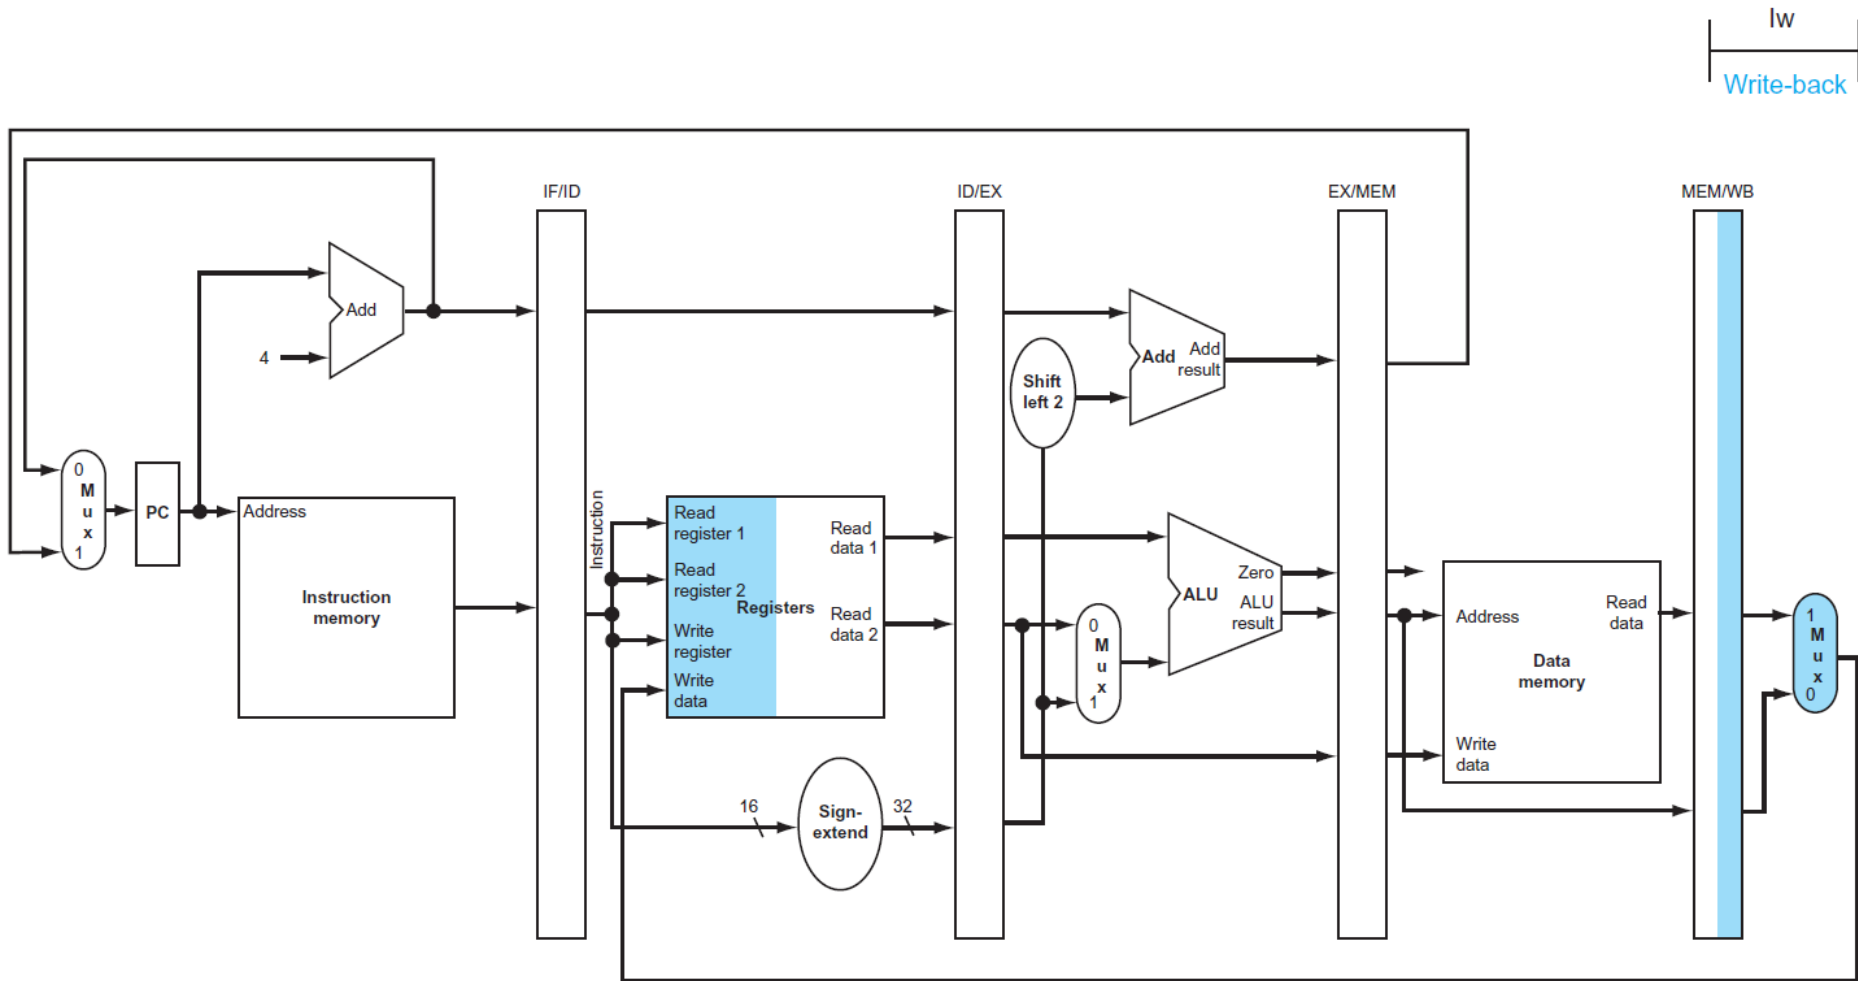 lw
Write-back
IF/ID
ID/EX
EX/MEM
MEM/WB
Add
4
0
M
u
x
1
PC
Address
Instruction
memory
Instruction
Read
register 1
Read
register 2
Write
register
Write
data
Registers
Read
data 1
Read
data 2
16
Sign-
extend
32
Shift
left 2
Add
Add
result
0
M
u
x
1
ALU
Zero
ALU
result
Address
Read
data
Data
memory
Write
data
1
M
u
x
0